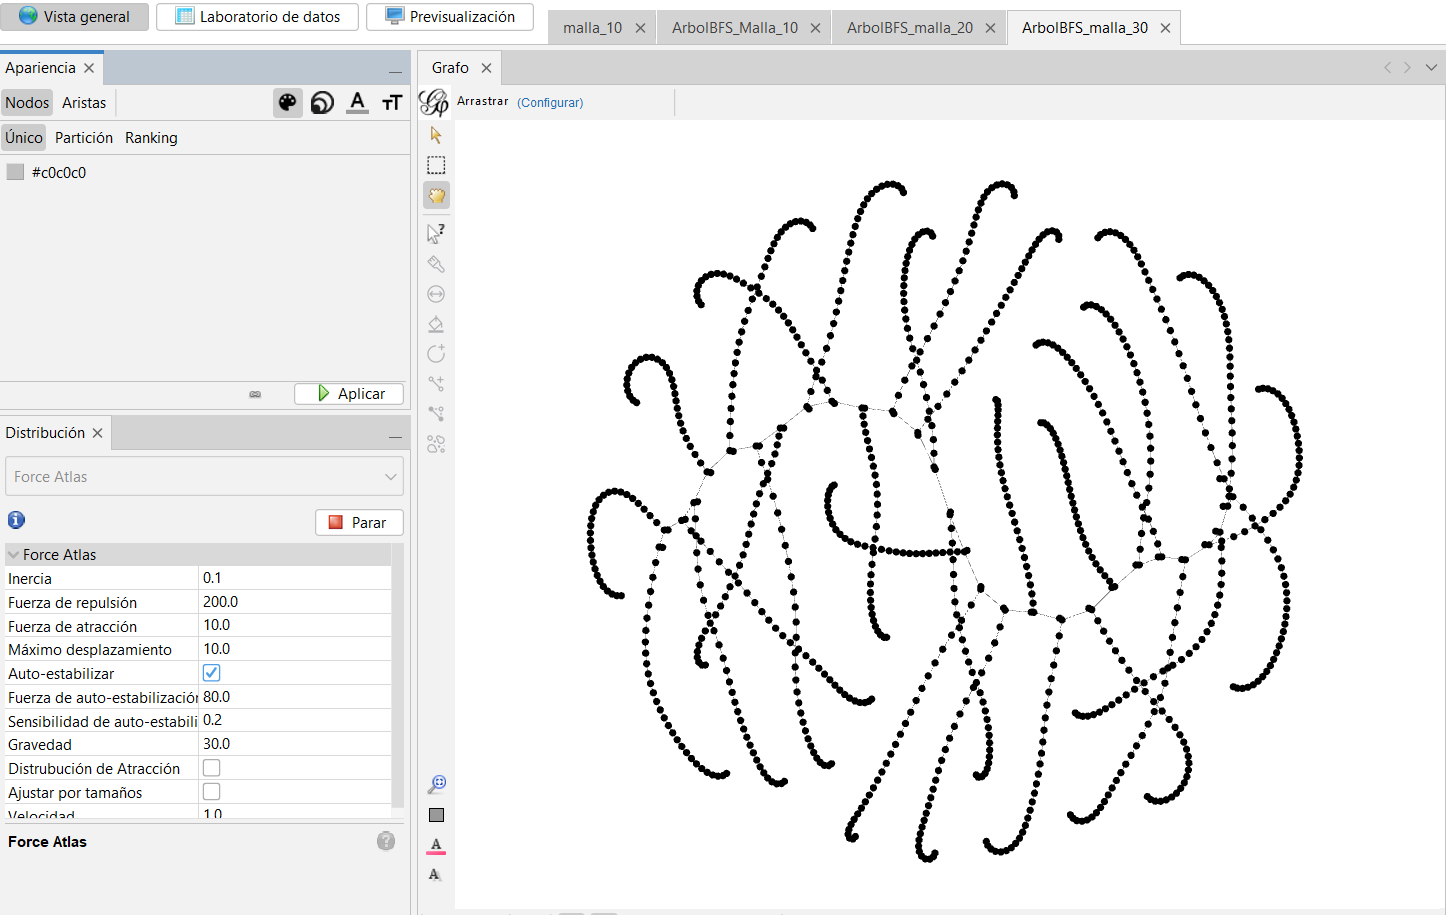 Vista general
Laboratorio de datos
Previsualización
malla_10
ArbolBFS_Malla_10
ArbolBFS_malla_20
ArbolBFS_malla_30
Apariencia
Nodos Aristas
Único Partición Ranking
#c0c0c0
Aplicar
Distribución
Force Atlas
Parar
Force Atlas
Inercia 0.1
Fuerza de repulsión 200.0
Fuerza de atracción 10.0
Máximo desplazamiento 10.0
Auto-estabilizar
Fuerza de auto-estabilización 80.0
Sensibilidad de auto-estabili 0.2
Gravedad 30.0
Distrubución de Atracción
Ajustar por tamaños
Velocidad 1.0
Force Atlas
Grafo
Arrastrar (Configurar)